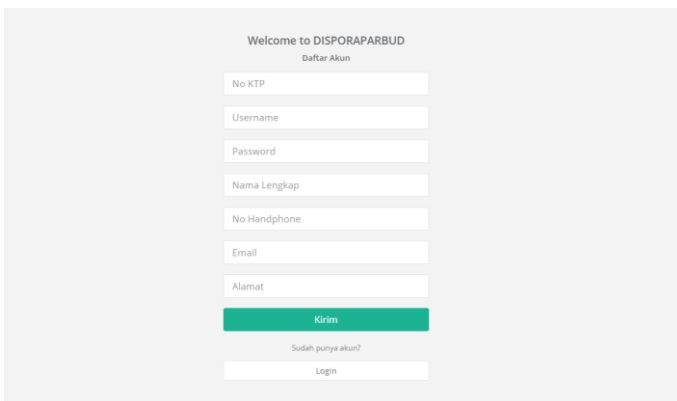 Welcome to DISPORAPARBUD
Daftar Akun
No KTP
Username
Password
Nama Lengkap
No Handphone
Email
Alamat
Kirim
Sudah punya akun?
Login